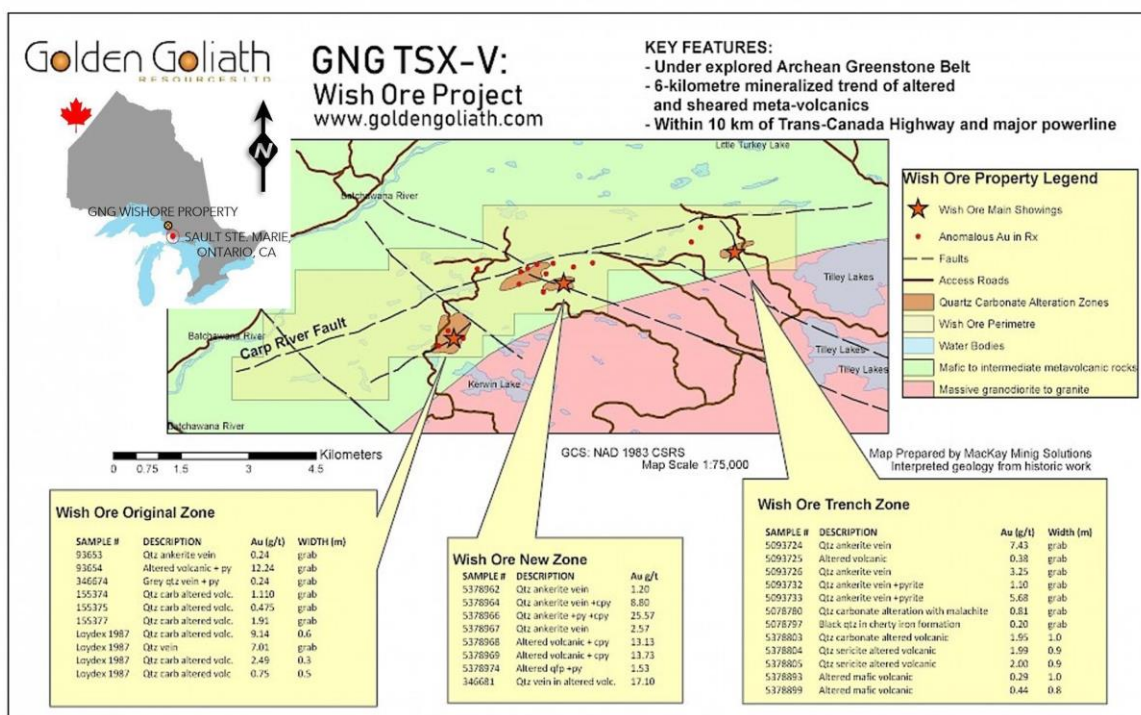 Golden Goliath
RESOURCES LTD
GNG TSX-V:
Wish Ore Project
www.goldengoliath.com
KEY FEATURES:
- Under explored Archean Greenstone Belt
- 6-kilometre mineralized trend of altered
and sheared meta-volcanics
- Within 10 km of Trans-Canada Highway and major powerline
N
GNG WISHORE PROPERTY
SAULT STE. MARIE,
ONTARIO, CA
Little Turkey Lake
Batchawana River
Batchawana River
Batchawana River
Carp River Fault
Kerwin Lake
Tilley Lakes
Tilley Lakes
Tilley Lakes
Wish Ore Property Legend
Wish Ore Main Showings
Anomalous Au in Rx
Faults
Access Roads
Quartz Carbonate Alteration Zones
Wish Ore Perimetre
Water Bodies
Mafic to intermediate metavolcanic rocks
Massive granodiorite to granite
Kilometers
0 0.75 1.5 3 4.5
GCS: NAD 1983 CSRS
Map Scale 1:75,000
Map Prepared by MacKay Minig Solutions
Interpreted geology from historic work
Wish Ore Original Zone
SAMPLE # DESCRIPTION Au (g/t) WIDTH (m)
93653 Qtz ankerite vein 0.24 grab
93654 Altered volcanic + py 12.24 grab
346674 Grey qtz vein + py 0.24 grab
155374 Qtz carb altered volc. 1.110 grab
155375 Qtz carb altered volc. 0.475 grab
155377 Qtz carb altered volc. 1.91 grab
Loydex 1987 Qtz carb altered volc. 9.14 0.6
Loydex 1987 Qtz vein 7.01 grab
Loydex 1987 Qtz carb altered volc. 2.49 0.3
Loydex 1987 Qtz carb altered volc. 0.75 0.5
Wish Ore New Zone
SAMPLE # DESCRIPTION Au g/t
5378962 Qtz ankerite vein 1.20
5378964 Qtz ankerite vein +cpy 8.80
5378966 Qtz ankerite +py +cpy 25.57
5378967 Qtz ankerite vein 2.57
5378968 Altered volcanic + cpy 13.13
5378969 Altered volcanic + cpy 13.73
5378974 Altered qfp +py 1.53
346681 Qtz vein in altered volc. 17.10
Wish Ore Trench Zone
SAMPLE # DESCRIPTION Au (g/t) Width (m)
5093724 Qtz ankerite vein 7.43 grab
5093725 Altered volcanic 0.38 grab
5093726 Qtz ankerite vein 3.25 grab
5093732 Qtz ankerite vein +pyrite 1.10 grab
5093733 Qtz ankerite vein +pyrite 5.68 grab
5078780 Qtz carbonate alteration with malachite 0.81 grab
5078797 Black qtz in cherty iron formation 0.20 grab
5378803 Qtz carbonate altered volcanic 1.95 1.0
5378804 Qtz sericite altered volcanic 1.99 0.9
5378805 Qtz sericite altered volcanic 2.00 0.9
5378893 Altered mafic volcanic 0.29 1.0
5378899 Altered mafic volcanic 0.44 0.8